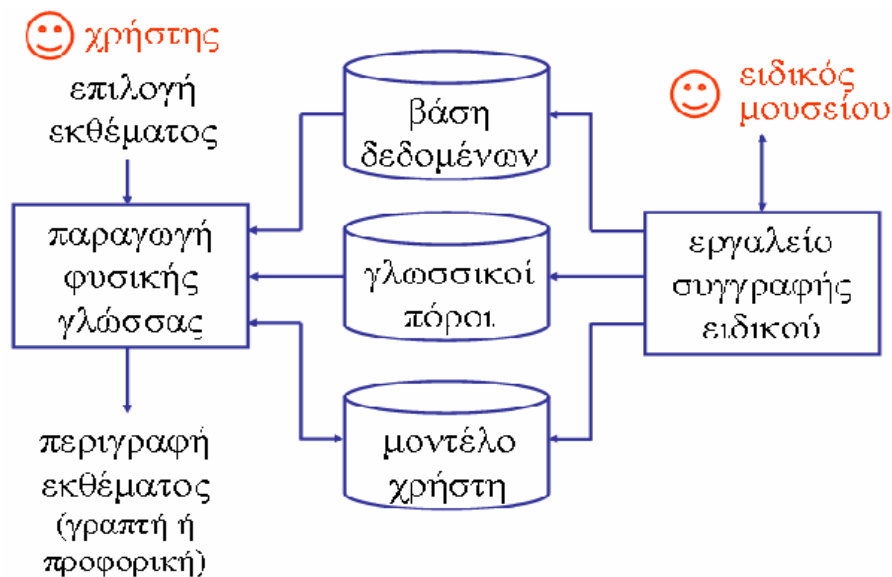 χρήστης
επιλογή
εκθέματος
παραγωγή
φυσικής
γλώσσας
περιγραφή
εκθέματος
(γραπτή ή
προφορική)
βάση
δεδομένων
γλωσσικοί
πόροι
μοντέλο
χρήστη
ειδικός
μουσείου
εργαλείο
συγγραφής
ειδικού